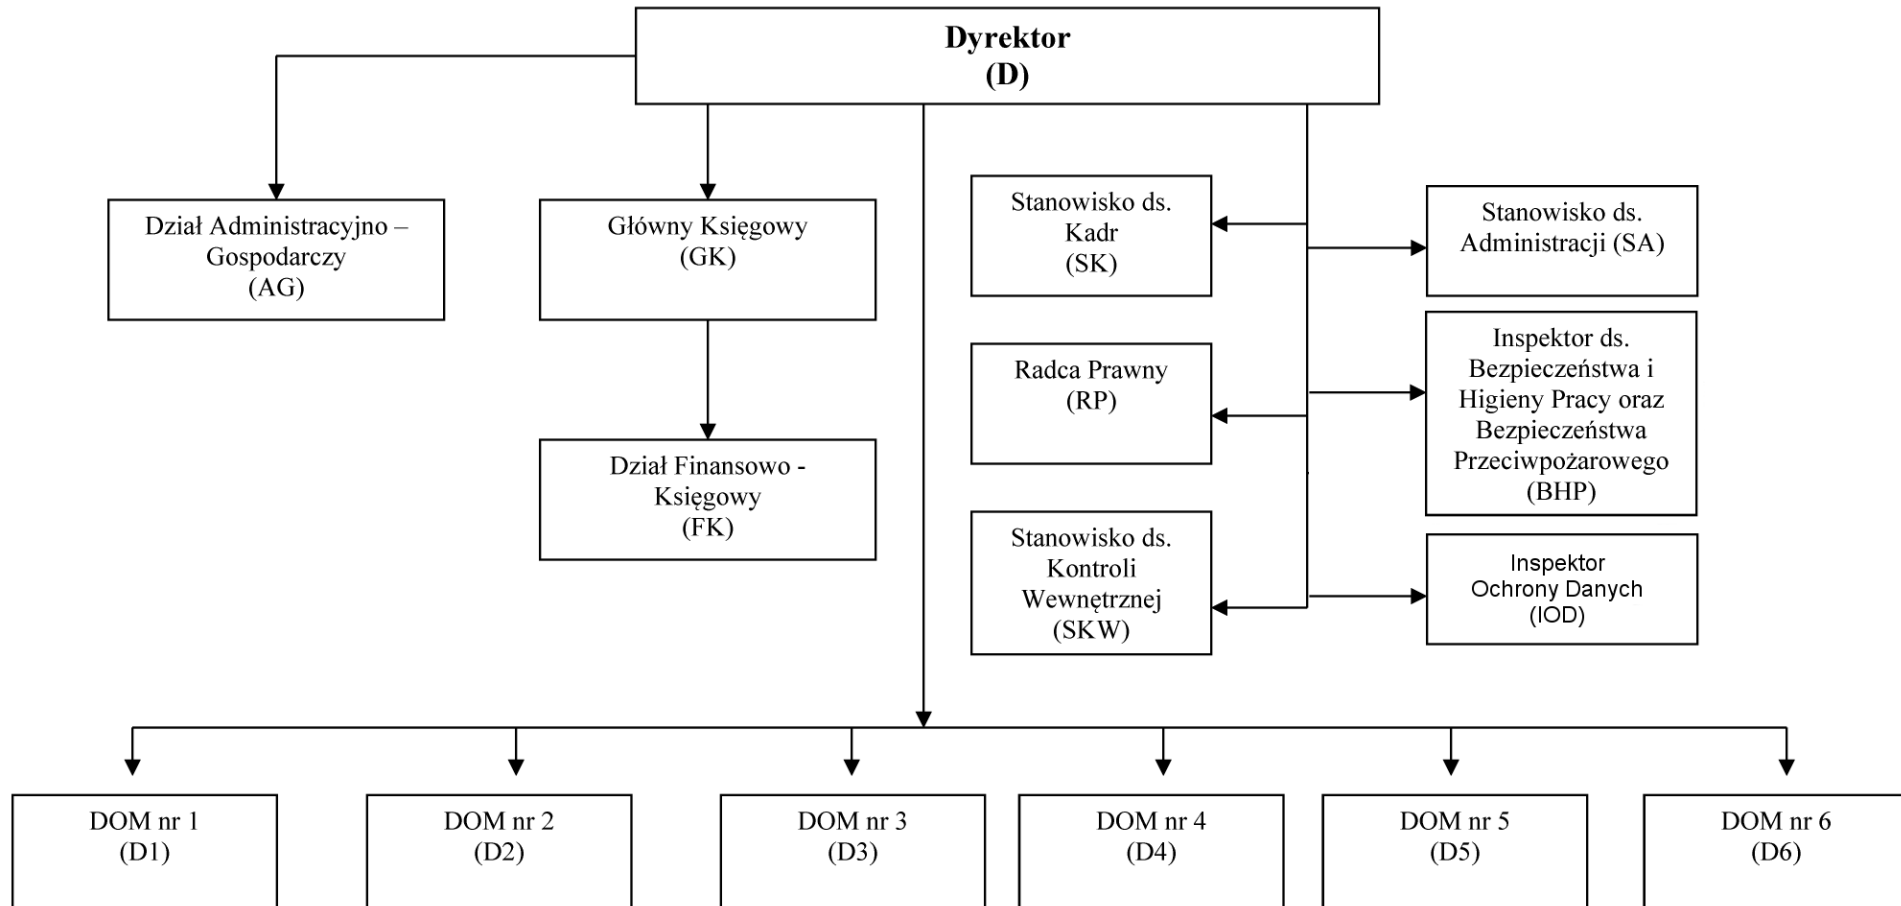 Dyrektor
(D)
Dział Administracyjno –
Gospodarczy
(AG)
Główny Księgowy
(GK)
Stanowisko ds.
Kadr
(SK)
Stanowisko ds.
Administracji (SA)
Radca Prawny
(RP)
Inspektor ds.
Bezpieczeństwa i
Higieny Pracy oraz
Bezpieczeństwa
Przeciwpożarowego
(BHP)
Dział Finansowo -
Księgowy
(FK)
Stanowisko ds.
Kontroli
Wewnętrznej
(SKW)
Inspektor
Ochrony Danych
(IOD)
DOM nr 1
(D1)
DOM nr 2
(D2)
DOM nr 3
(D3)
DOM nr 4
(D4)
DOM nr 5
(D5)
DOM nr 6
(D6)